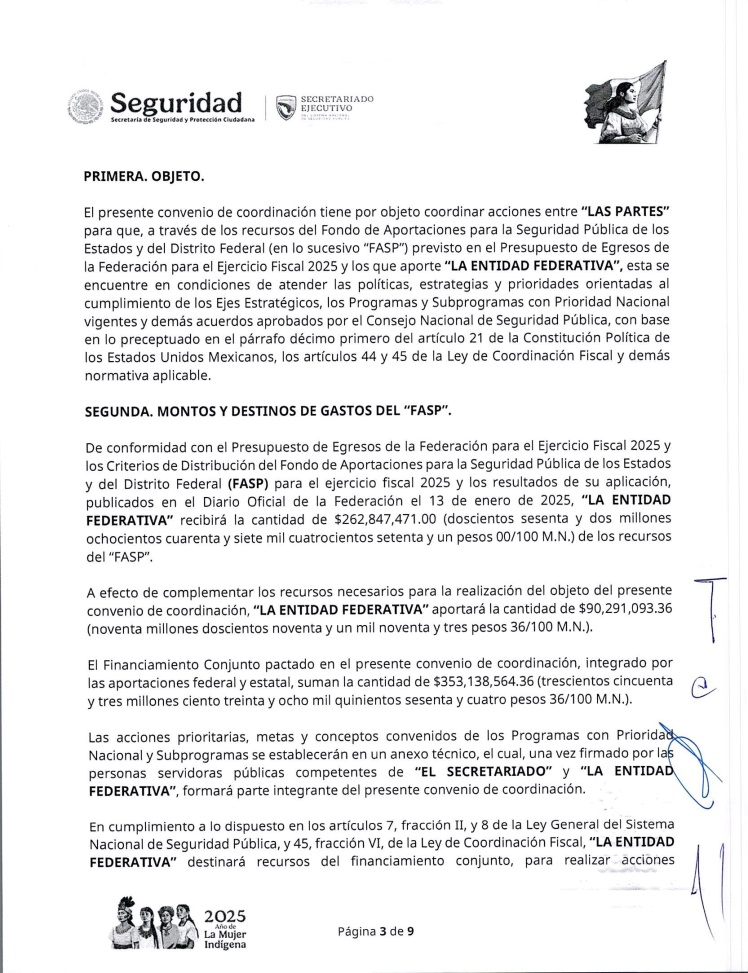 Seguridad
Secretaría de Seguridad y Protección Ciudadana
SECRETARIADO
EJECUTIVO
PRIMERA. OBJETO.
El presente convenio de coordinación tiene por objeto coordinar acciones entre “LAS PARTES”
para que, a través de los recursos del Fondo de Aportaciones para la Seguridad Pública de los
Estados y del Distrito Federal (en lo sucesivo “FASP”) previsto en el Presupuesto de Egresos de
la Federación para el Ejercicio Fiscal 2025 y los que aporte “LA ENTIDAD FEDERATIVA”, esta se
encuentre en condiciones de atender las políticas, estrategias y prioridades orientadas al
cumplimiento de los Ejes Estratégicos, los Programas y Subprogramas con Prioridad Nacional
vigentes y demás acuerdos aprobados por el Consejo Nacional de Seguridad Pública, con base
en lo preceptuado en el párrafo décimo primero del artículo 21 de la Constitución Política de
los Estados Unidos Mexicanos, los artículos 44 y 45 de la Ley de Coordinación Fiscal y demás
normativa aplicable.
SEGUNDA. MONTOS Y DESTINOS DE GASTOS DEL “FASP”.
De conformidad con el Presupuesto de Egresos de la Federación para el Ejercicio Fiscal 2025 y
los Criterios de Distribución del Fondo de Aportaciones para la Seguridad Pública de los Estados
y del Distrito Federal (FASP) para el ejercicio fiscal 2025 y los resultados de su aplicación,
publicados en el Diario Oficial de la Federación el 13 de enero de 2025, “LA ENTIDAD
FEDERATIVA” recibirá la cantidad de $262,847,471.00 (doscientos sesenta y dos millones
ochocientos cuarenta y siete mil cuatrocientos setenta y un pesos 00/100 M.N.) de los recursos
del “FASP”.
A efecto de complementar los recursos necesarios para la realización del objeto del presente
convenio de coordinación, “LA ENTIDAD FEDERATIVA” aportará la cantidad de $90,291,093.36
(noventa millones doscientos noventa y un mil noventa y tres pesos 36/100 M.N.).
El Financiamiento Conjunto pactado en el presente convenio de coordinación, integrado por
las aportaciones federal y estatal, suman la cantidad de $353,138,564.36 (trescientos cincuenta
y tres millones ciento treinta y ocho mil quinientos sesenta y cuatro pesos 36/100 M.N.).
Las acciones prioritarias, metas y conceptos convenidos de los Programas con Prioridad
Nacional y Subprogramas se establecerán en un anexo técnico, el cual, una vez firmado por las
personas servidoras públicas competentes de “EL SECRETARIADO” y “LA ENTIDAD
FEDERATIVA”, formará parte integrante del presente convenio de coordinación.
En cumplimiento a lo dispuesto en los artículos 7, fracción II, y 8 de la Ley General del Sistema
Nacional de Seguridad Pública, y 45, fracción VI, de la Ley de Coordinación Fiscal, “LA ENTIDAD
FEDERATIVA” destinará recursos del financiamiento conjunto, para realizar acciones
2025
Año de
La Mujer
Indígena
Página 3 de 9